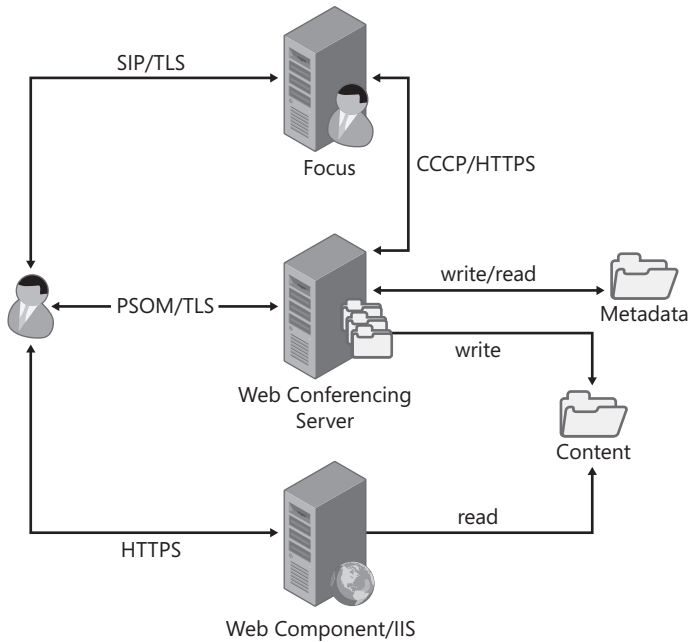 SIP/TLS
Focus
CCCP/HTTPS
PSOM/TLS
write/read
Metadata
write
Web Conferencing
Server
Content
read
HTTPS
Web Component/IIS